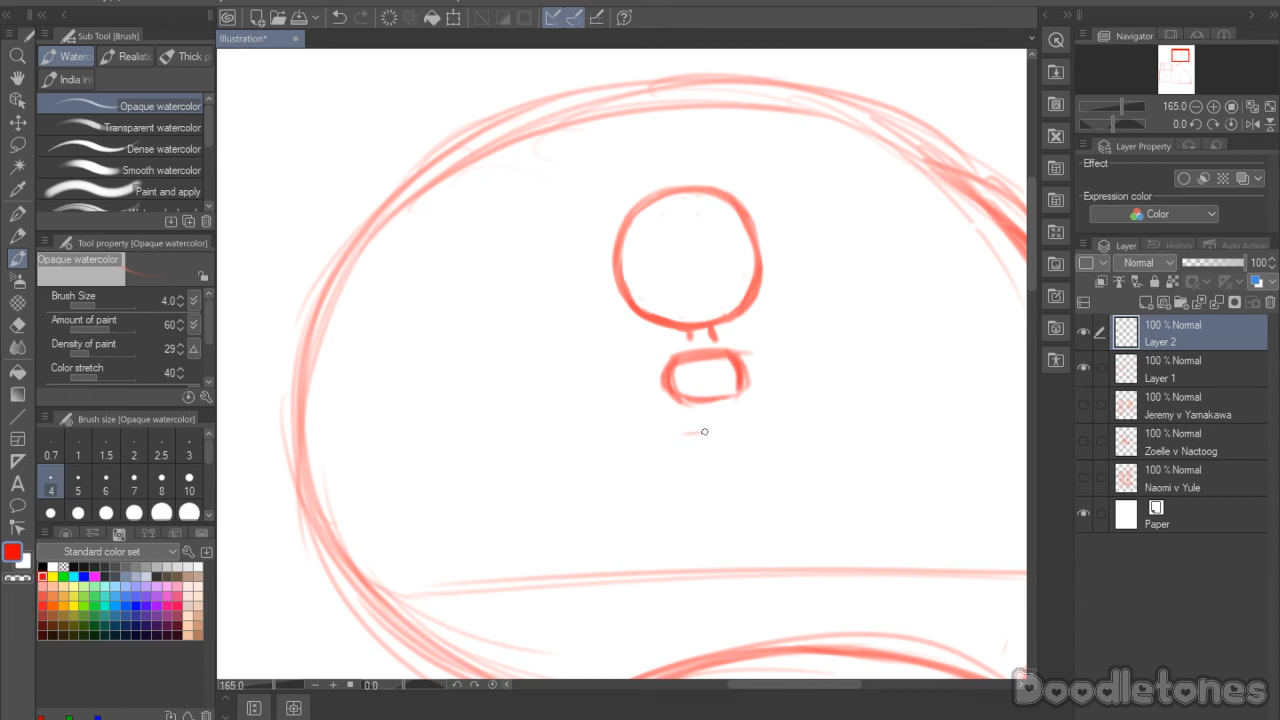 Sub Tool [Brush]
Illustration*
Navigator
Realistic
Thick p
India in
Opaque watercolor
Transparent watercolor
Dense watercolor
Smooth watercolor
Paint and apply
Tool property [Opaque watercolor]
Opaque watercolor
Brush Size 4.0
Amount of paint 60
Density of paint 29
Color stretch 40
Brush size [Opaque watercolor]
0.7 1 1.5 2 2.5 3
4 5 6 7 8 10
Standard color set
165.0
0.0
Layer Property
Effect
Expression color
Color
Layer History Auto Action
Normal 100
100 % Normal
Layer 2
100 % Normal
Layer 1
100 % Normal
Jeremy v Yamakawa
100 % Normal
Zoelle v Nactoog
100 % Normal
Naomi v Yule
Paper
165.0 0.0
Doodletones